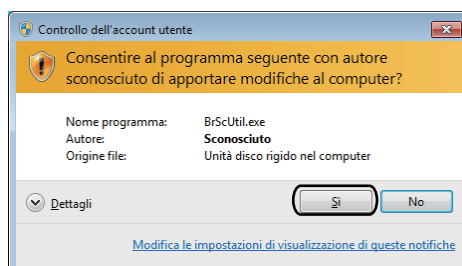 Controllo dell'account utente
Consentire al programma seguente con autore
sconosciuto di apportare modifiche al computer?
Nome programma: BrScUtil.exe
Autore: Sconosciuto
Origine file: Unità disco rigido nel computer
Dettagli
Sì
No
Modifica le impostazioni di visualizzazione di queste notifiche